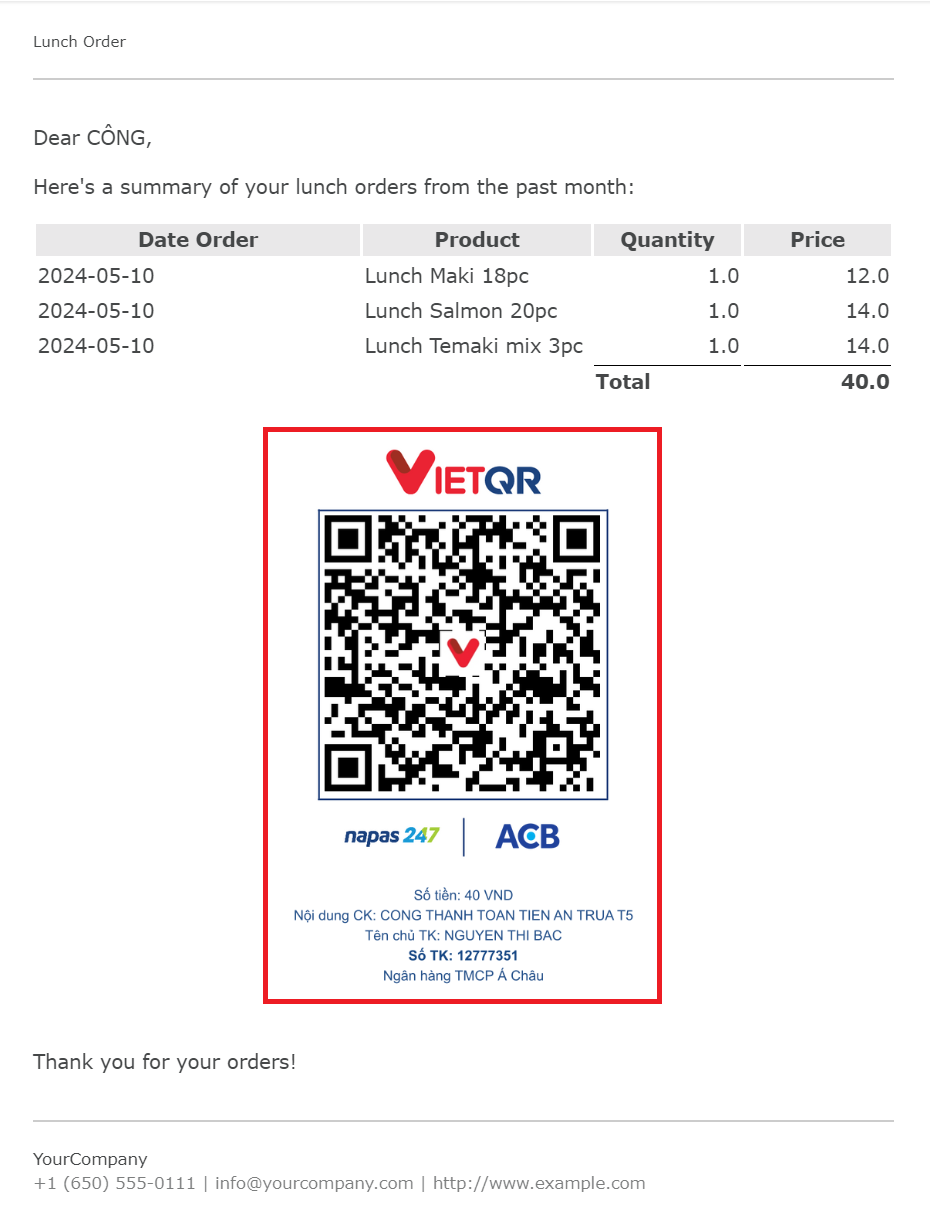 Lunch Order
Dear CÔNG,
Here's a summary of your lunch orders from the past month:
Date Order Product Quantity Price
2024-05-10 Lunch Maki 18pc 1.0 12.0
2024-05-10 Lunch Salmon 20pc 1.0 14.0
2024-05-10 Lunch Temaki mix 3pc 1.0 14.0
Total 40.0
VIETQR
napas 247 ACB
Số tiền: 40 VND
Nội dung CK: CONG THANH TOAN TIEN AN TRUA T5
Tên chủ TK: NGUYEN THI BAC
Số TK: 12777351
Ngân hàng TMCP Á Châu
Thank you for your orders!
YourCompany
+1 (650) 555-0111 | info@yourcompany.com | http://www.example.com